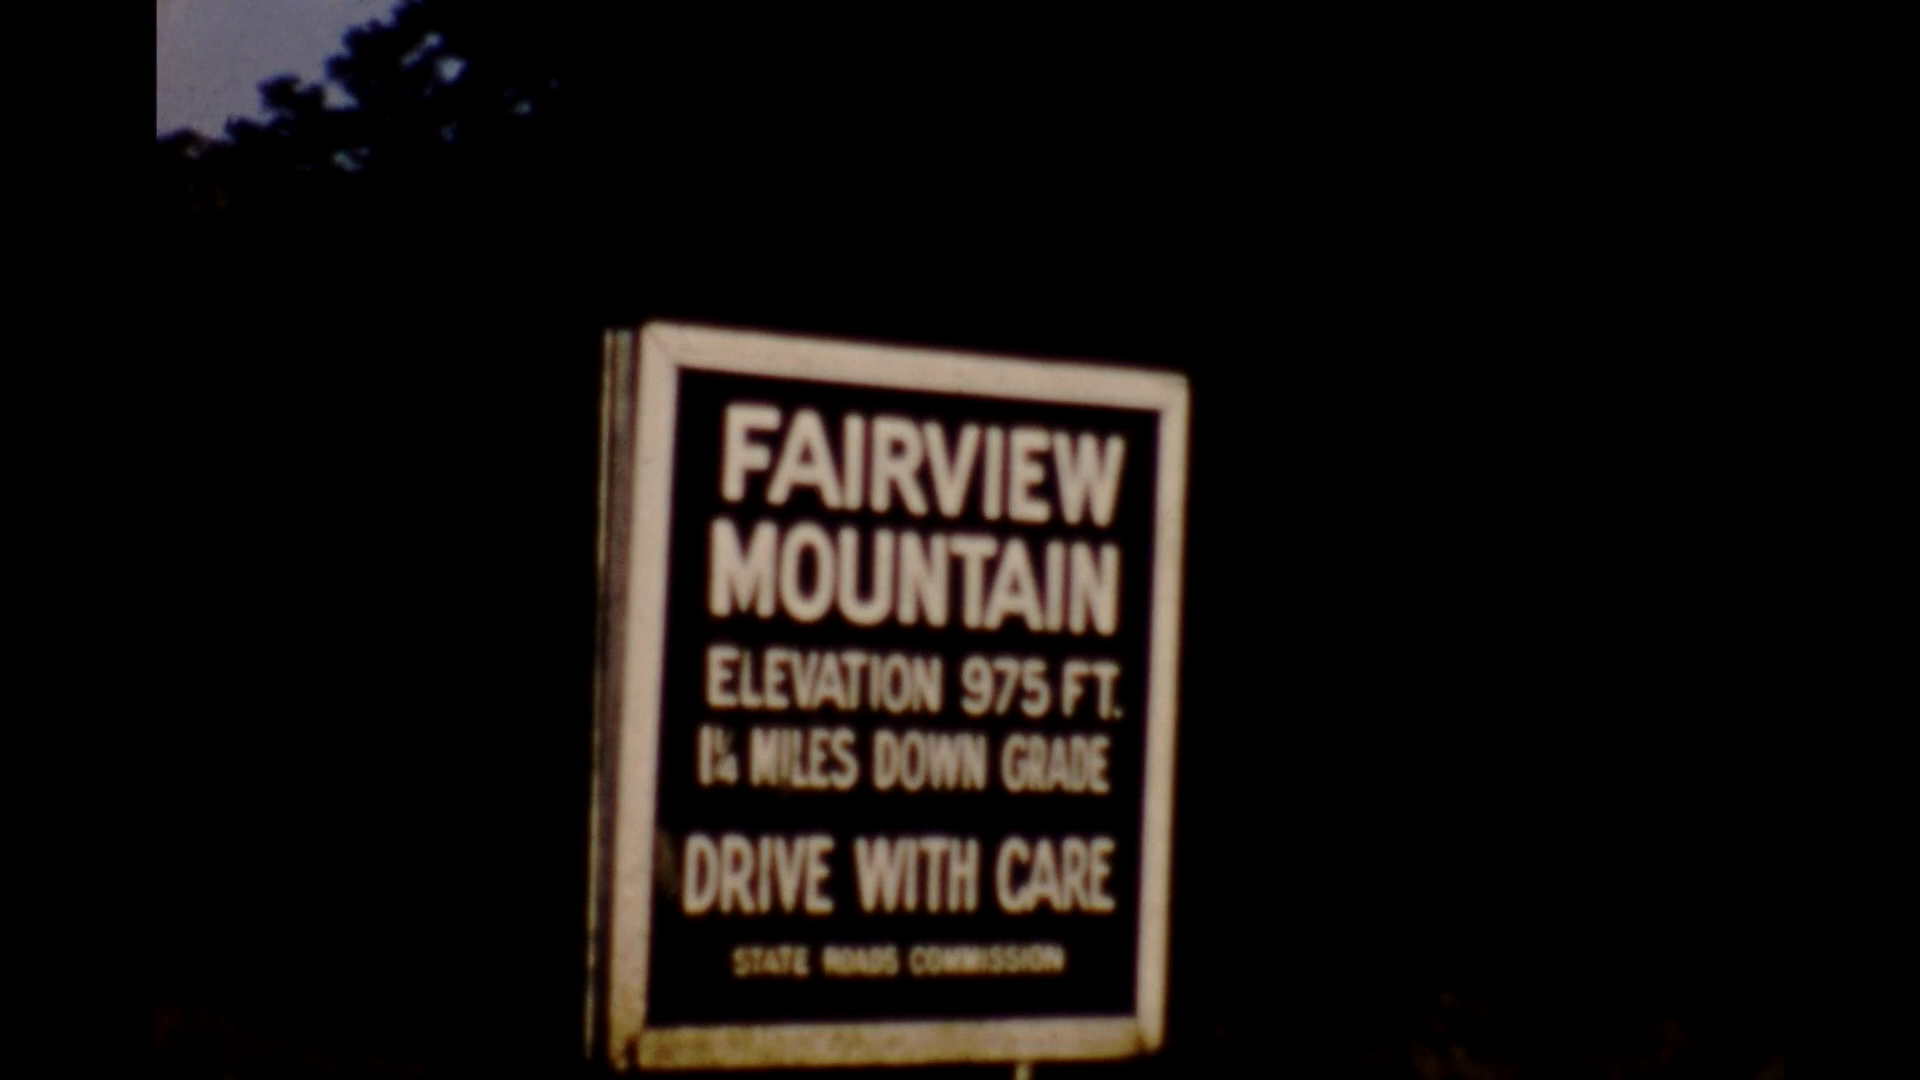 FAIRVIEW
MOUNTAIN
ELEVATION 975 FT.
1¼ MILES DOWN GRADE
DRIVE WITH CARE
STATE ROADS COMMISSION